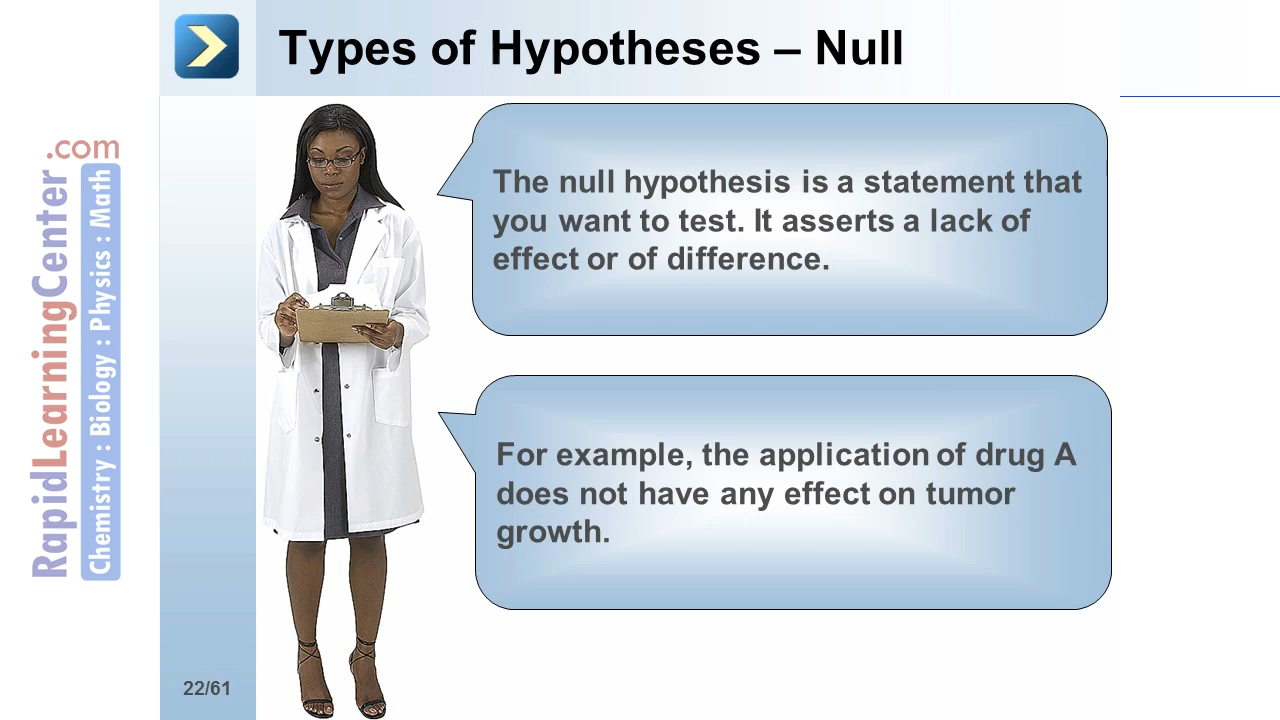 Types of Hypotheses – Null
The null hypothesis is a statement that
you want to test. It asserts a lack of
effect or of difference.
For example, the application of drug A
does not have any effect on tumor
growth.
RapidLearningCenter.com
Chemistry : Biology : Physics : Math
22/61